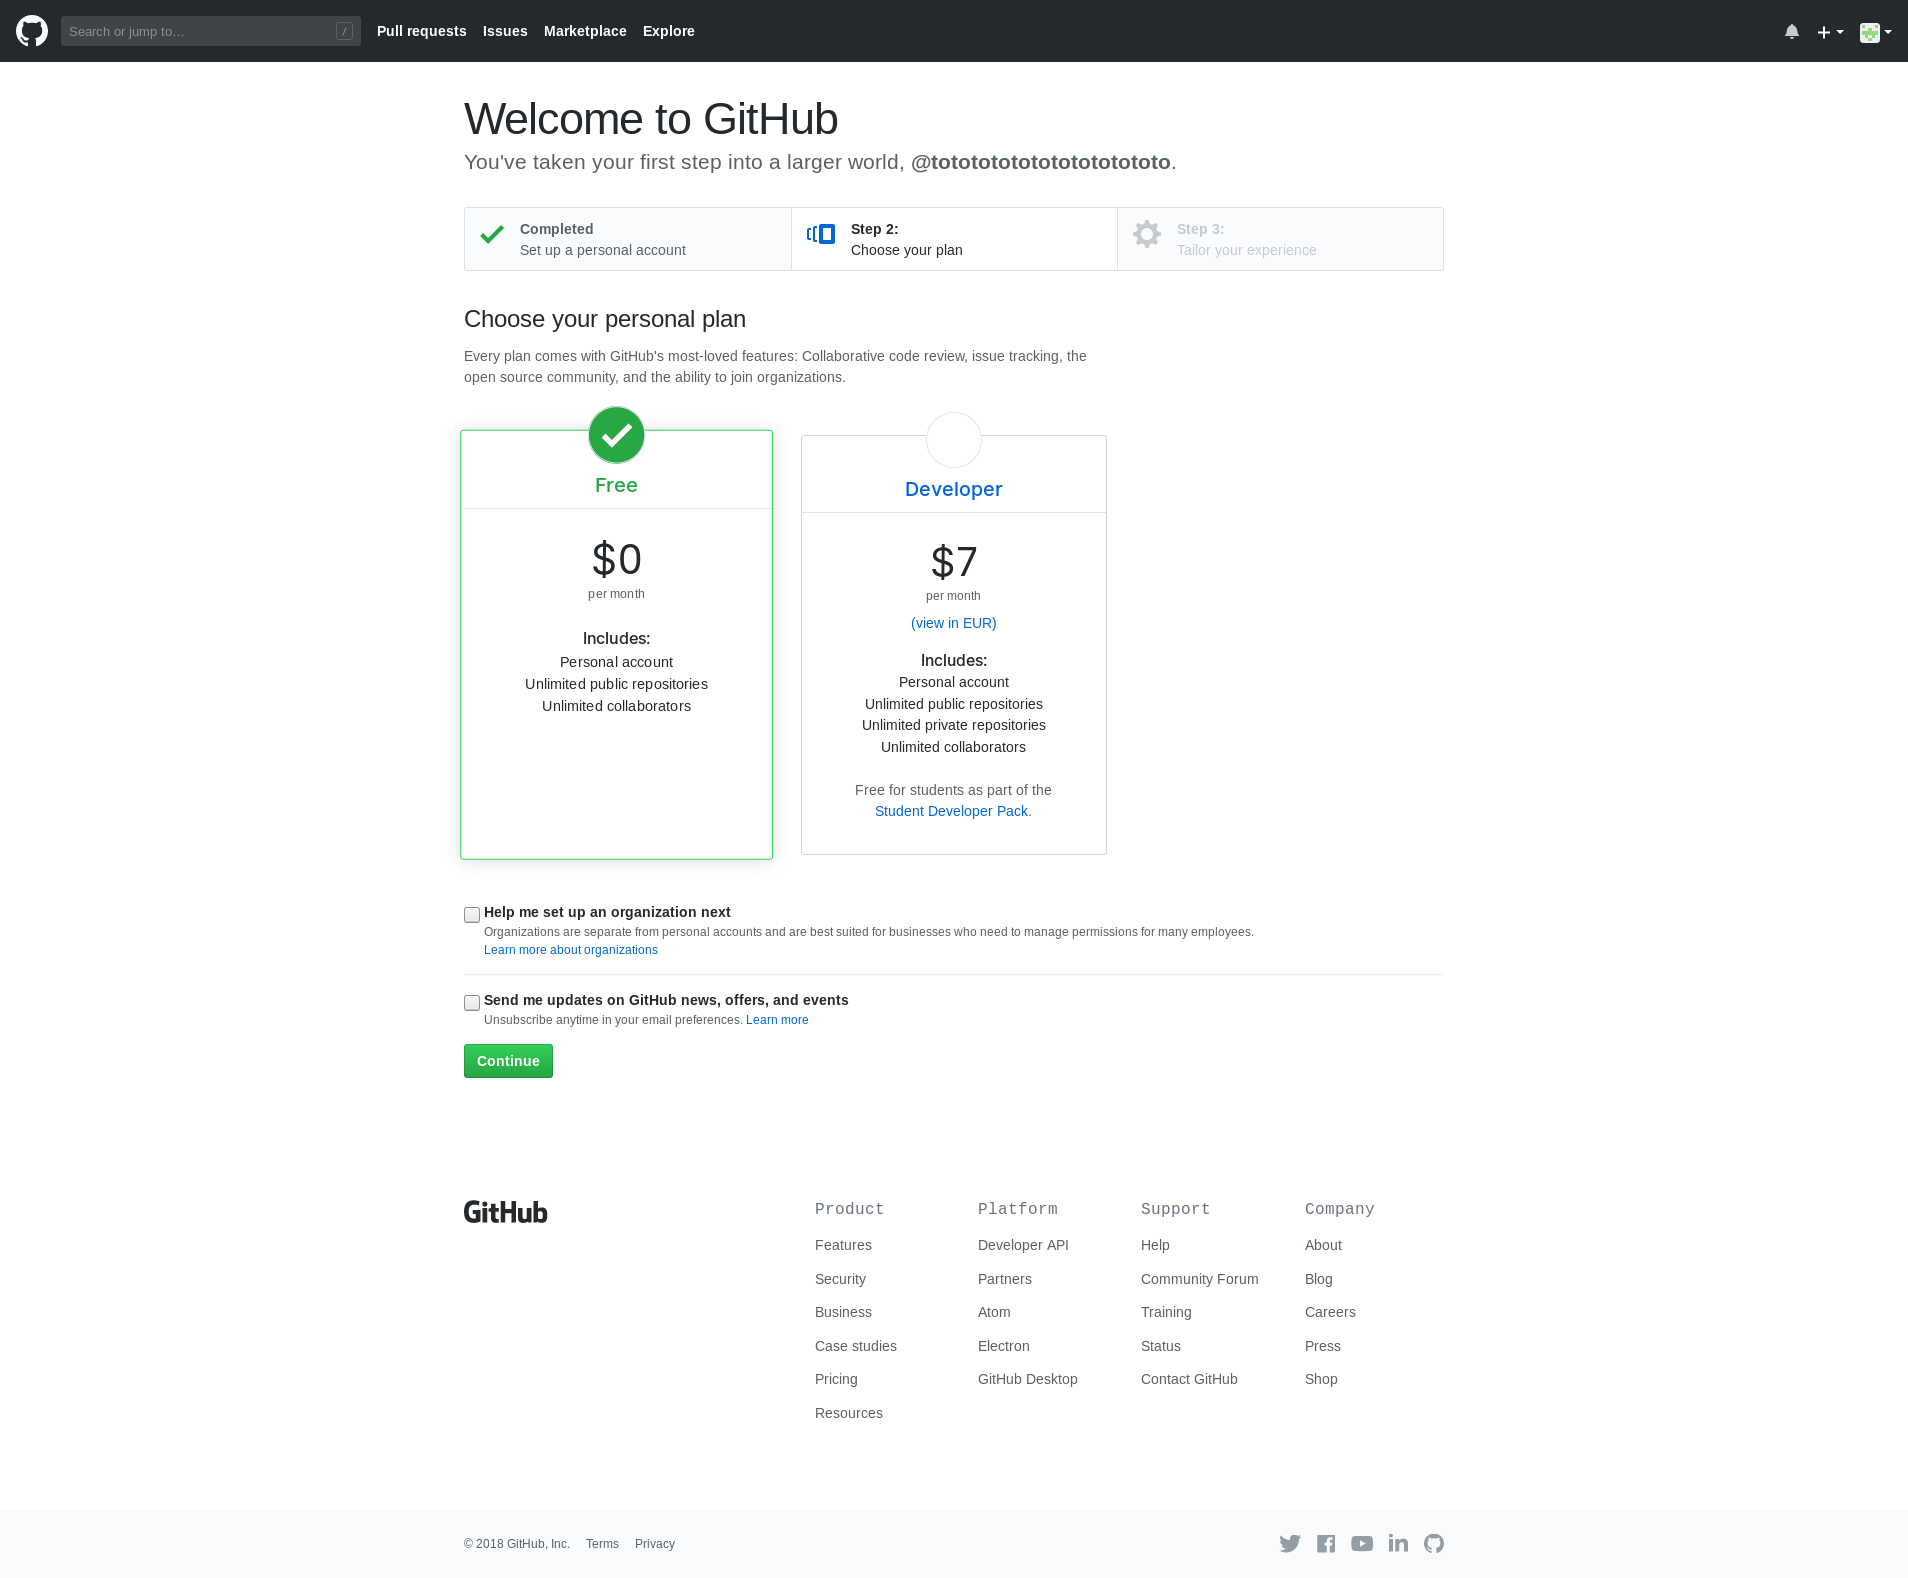 Search or jump to…
/
Pull requests
Issues
Marketplace
Explore
Welcome to GitHub
You've taken your first step into a larger world, @totototototototototototo.
Completed
Set up a personal account
Step 2:
Choose your plan
Step 3:
Tailor your experience
Choose your personal plan
Every plan comes with GitHub's most-loved features: Collaborative code review, issue tracking, the
open source community, and the ability to join organizations.
Free
$0
per month
Includes:
Personal account
Unlimited public repositories
Unlimited collaborators
Developer
$7
per month
(view in EUR)
Includes:
Personal account
Unlimited public repositories
Unlimited private repositories
Unlimited collaborators
Free for students as part of the
Student Developer Pack.
Help me set up an organization next
Organizations are separate from personal accounts and are best suited for businesses who need to manage permissions for many employees.
Learn more about organizations
Send me updates on GitHub news, offers, and events
Unsubscribe anytime in your email preferences. Learn more
Continue
GitHub
Product
Features
Security
Business
Case studies
Pricing
Resources
Platform
Developer API
Partners
Atom
Electron
GitHub Desktop
Support
Help
Community Forum
Training
Status
Contact GitHub
Company
About
Blog
Careers
Press
Shop
© 2018 GitHub, Inc.
Terms
Privacy